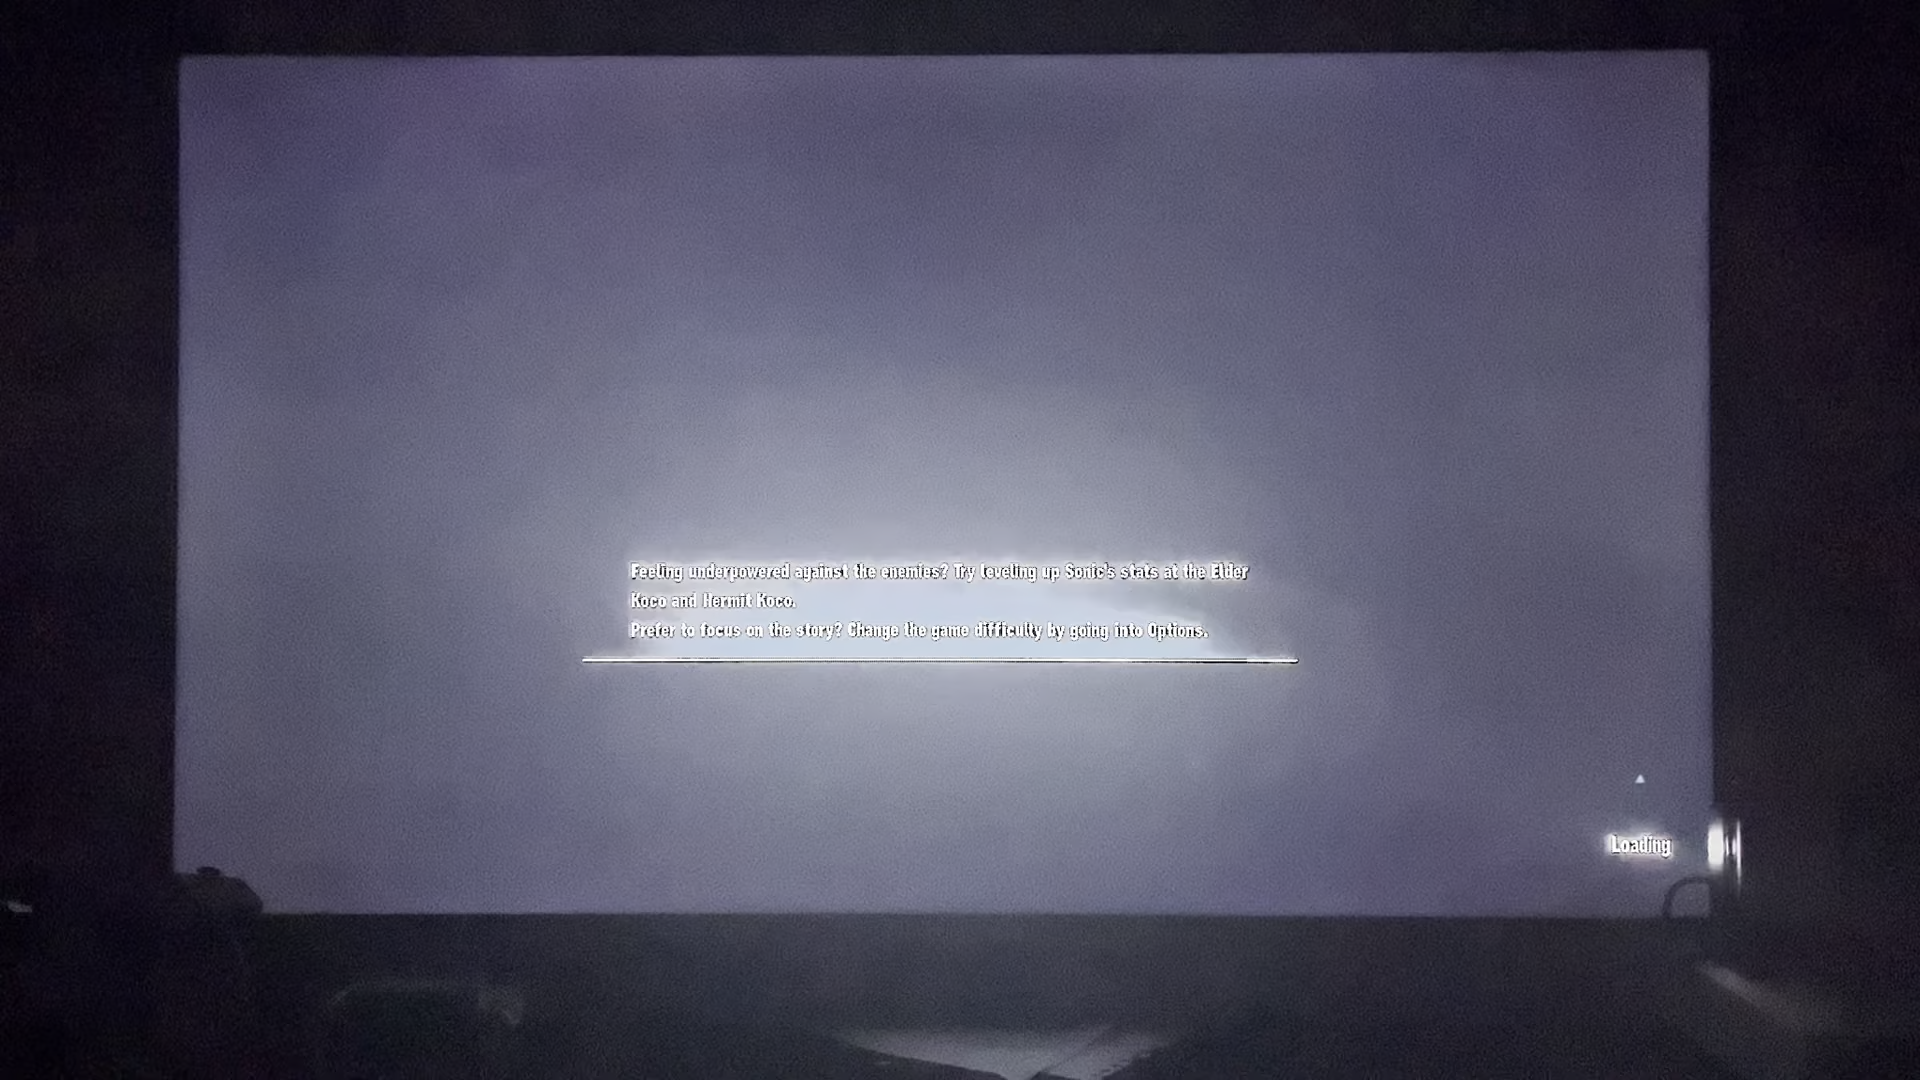 Feeling underpowered against the enemies? Try leveling up Sonic's stats at the Elder
Koco and Hermit Koco.
Prefer to focus on the story? Change the game difficulty by going into Options.
Loading